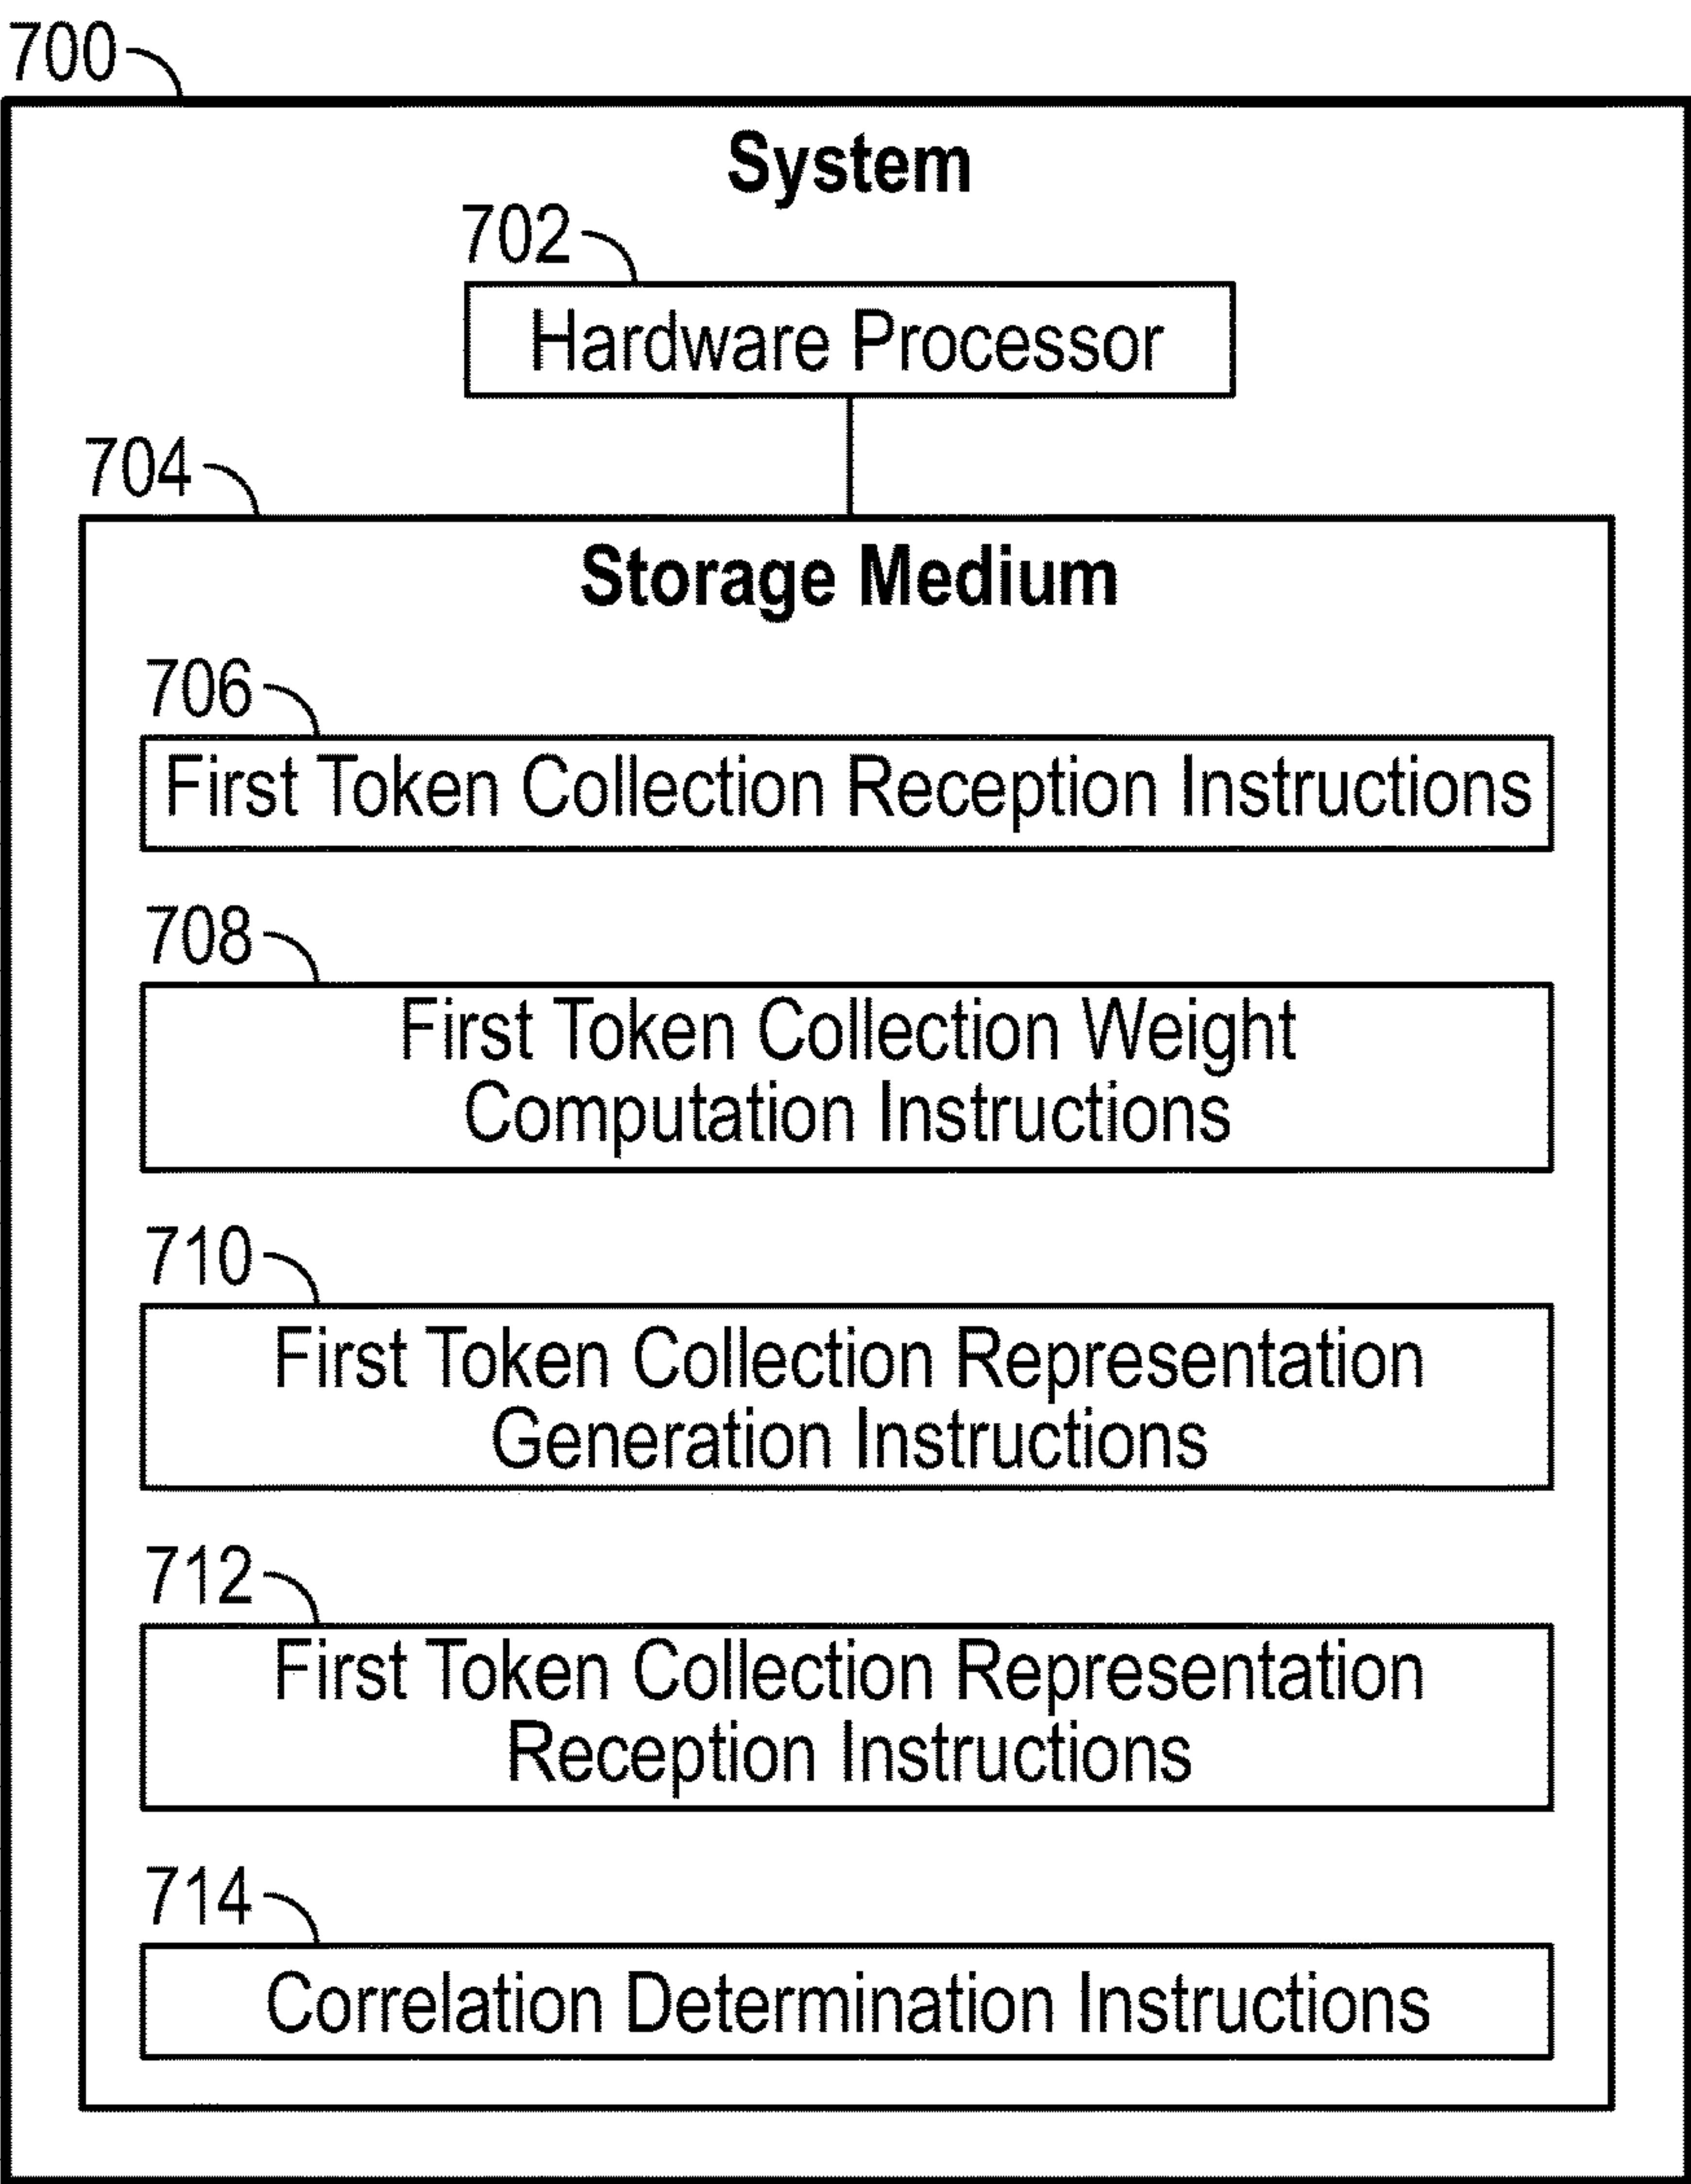 700
System
702
Hardware Processor
704
Storage Medium
706
First Token Collection Reception Instructions
708
First Token Collection Weight
Computation Instructions
710
First Token Collection Representation
Generation Instructions
712
First Token Collection Representation
Reception Instructions
714
Correlation Determination Instructions